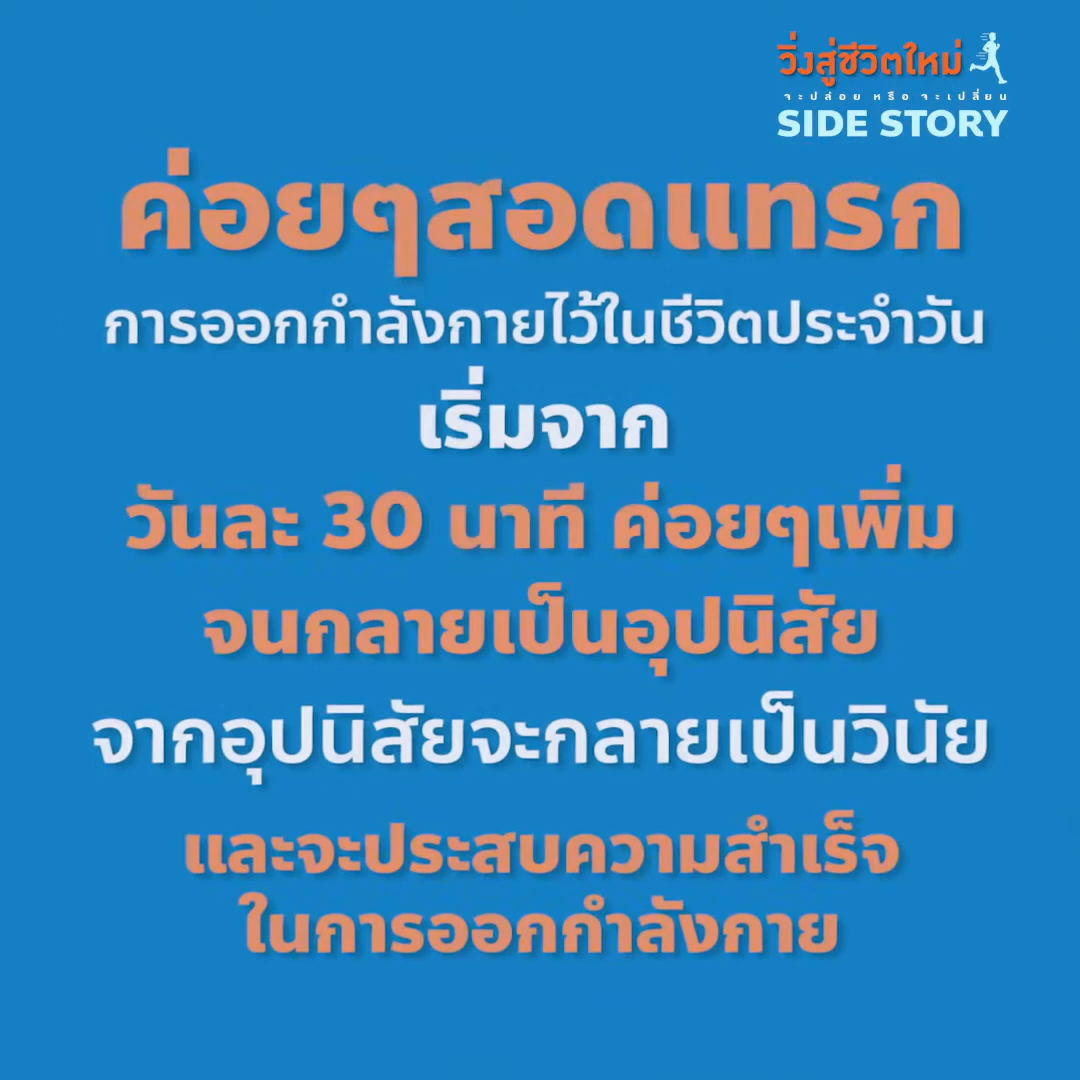 วิ่งสู่ชีวิตใหม่
จะปล่อย หรือ จะเปลี่ยน
SIDE STORY
ค่อยๆสอดแทรก
การออกกำลังกายไว้ในชีวิตประจำวัน
เริ่มจาก
วันละ 30 นาที ค่อยๆเพิ่ม
จนกลายเป็นอุปนิสัย
จากอุปนิสัยจะกลายเป็นวินัย
และจะประสบความสำเร็จ
ในการออกกำลังกาย